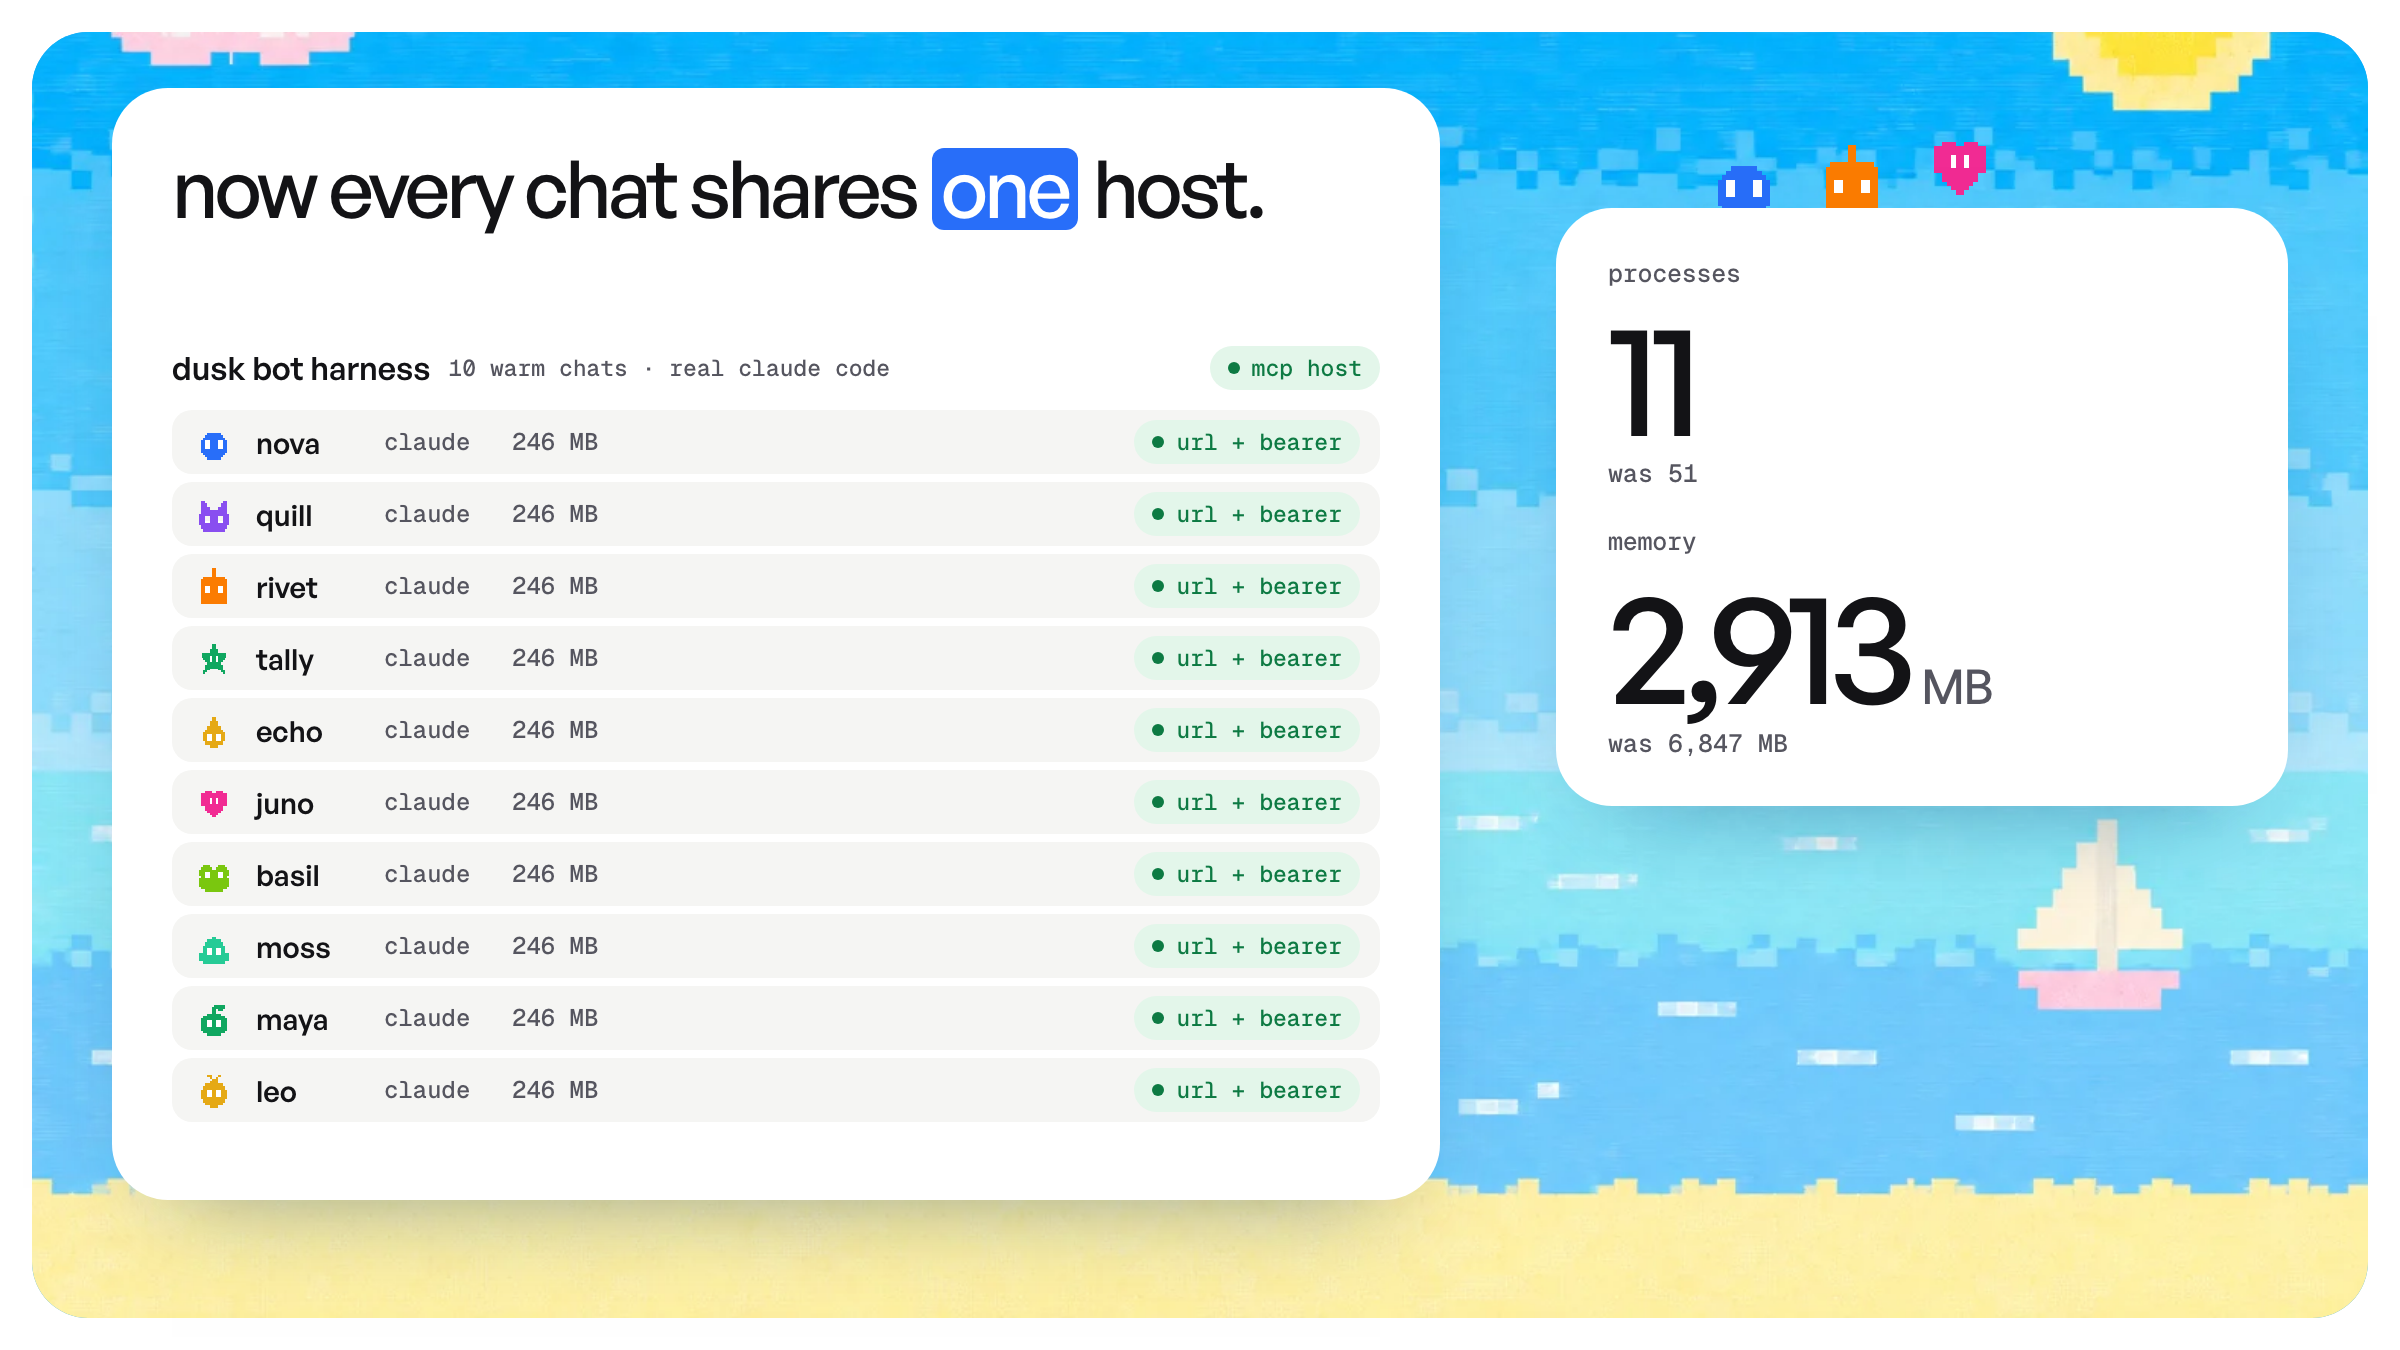 now every chat shares one host.
dusk bot harness 10 warm chats · real claude code mcp host
nova claude 246 MB url + bearer
quill claude 246 MB url + bearer
rivet claude 246 MB url + bearer
tally claude 246 MB url + bearer
echo claude 246 MB url + bearer
juno claude 246 MB url + bearer
basil claude 246 MB url + bearer
moss claude 246 MB url + bearer
maya claude 246 MB url + bearer
leo claude 246 MB url + bearer
processes
11
was 51
memory
2,913 MB
was 6,847 MB